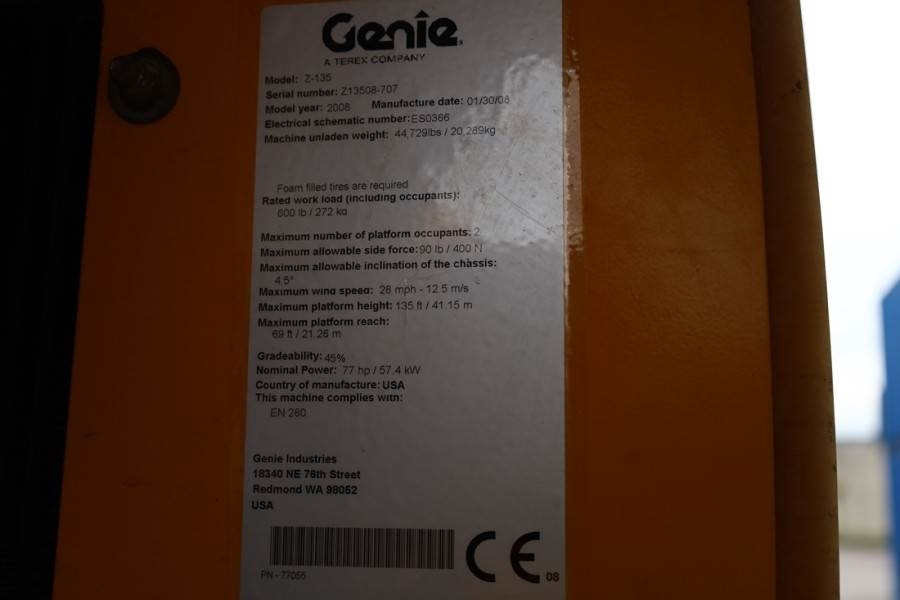 Genie.
A TEREX COMPANY
Model: Z-135
Serial number: Z13508-707
Model year: 2008 Manufacture date: 01/30/08
Electrical schematic number: ES0366
Machine unladen weight: 44,729lbs / 20,289kg
Foam filled tires are required
Rated work load (including occupants):
600 lb / 272 kg
Maximum number of platform occupants: 2
Maximum allowable side force: 90 lb / 400 N
Maximum allowable inclination of the chassis:
4.5°
Maximum wind speed: 28 mph - 12.5 m/s
Maximum platform height: 135 ft / 41.15 m
Maximum platform reach:
69 ft / 21.26 m
Gradeability: 45%
Nominal Power: 77 hp / 57.4 kW
Country of manufacture: USA
This machine complies with:
EN 280
Genie Industries
18340 NE 76th Street
Redmond WA 98052
USA
PN - 77055
CE 08